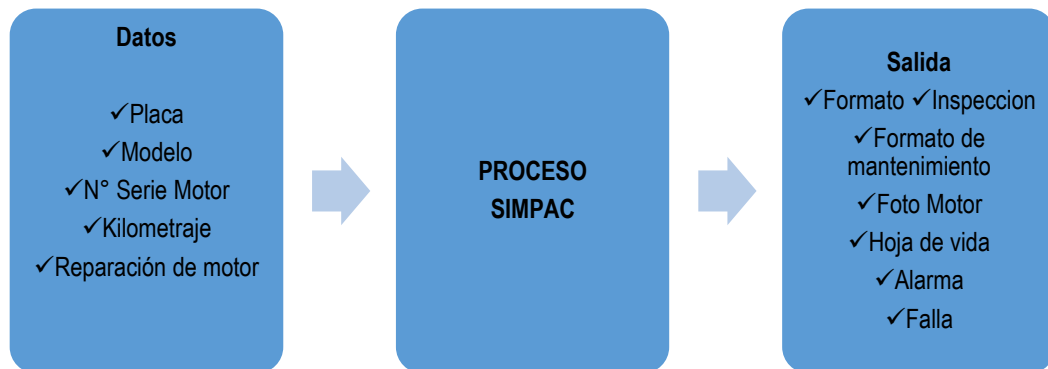 Datos
✓Placa
✓Modelo
✓N° Serie Motor
✓Kilometraje
✓Reparación de motor
PROCESO
SIMPAC
Salida
✓Formato ✓Inspeccion
✓Formato de
mantenimiento
✓Foto Motor
✓Hoja de vida
✓Alarma
✓Falla